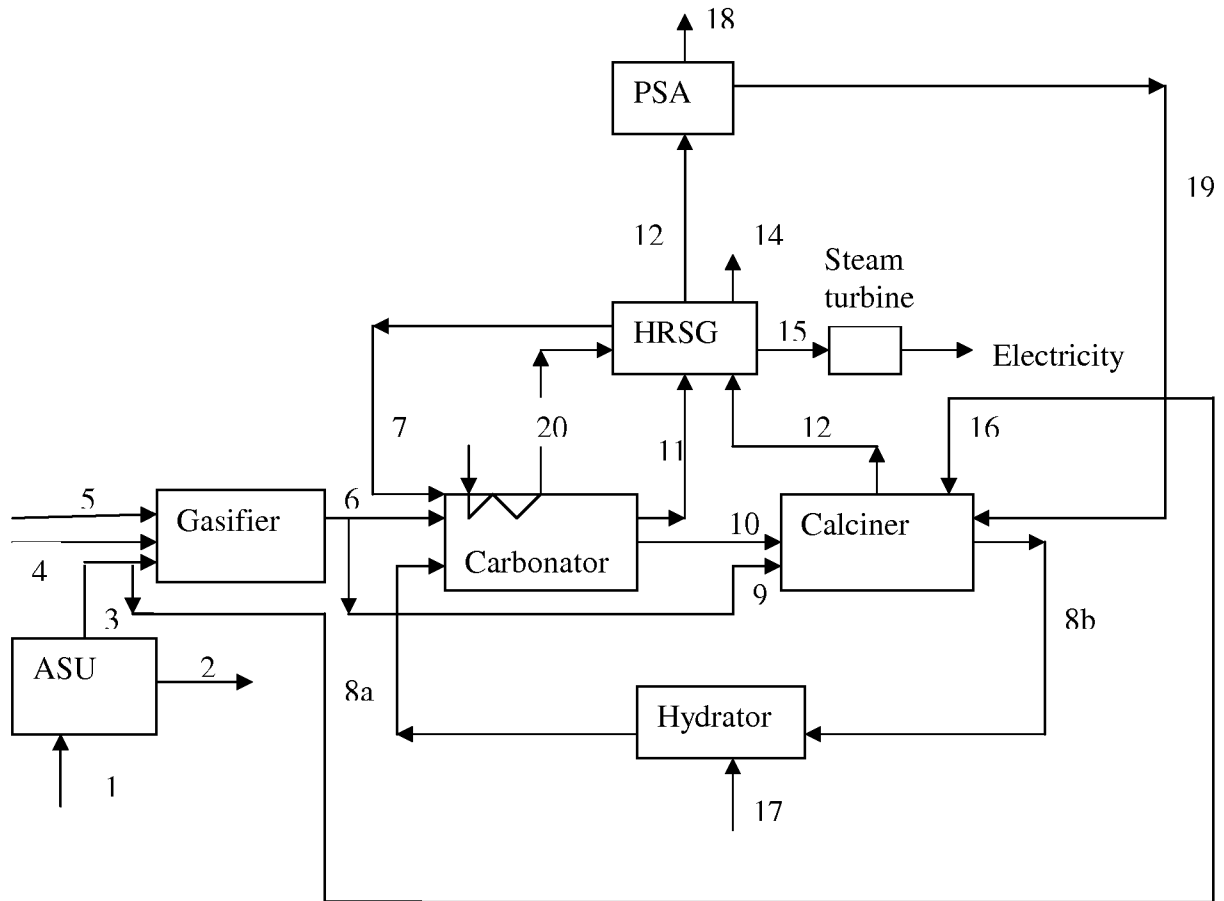 18
PSA
19
12
14
Steam
turbine
HRSG
15
Electricity
7
20
11
12
16
5
6
Gasifier
10
Calciner
Carbonator
4
9
3
8b
ASU
2
8a
Hydrator
1
17